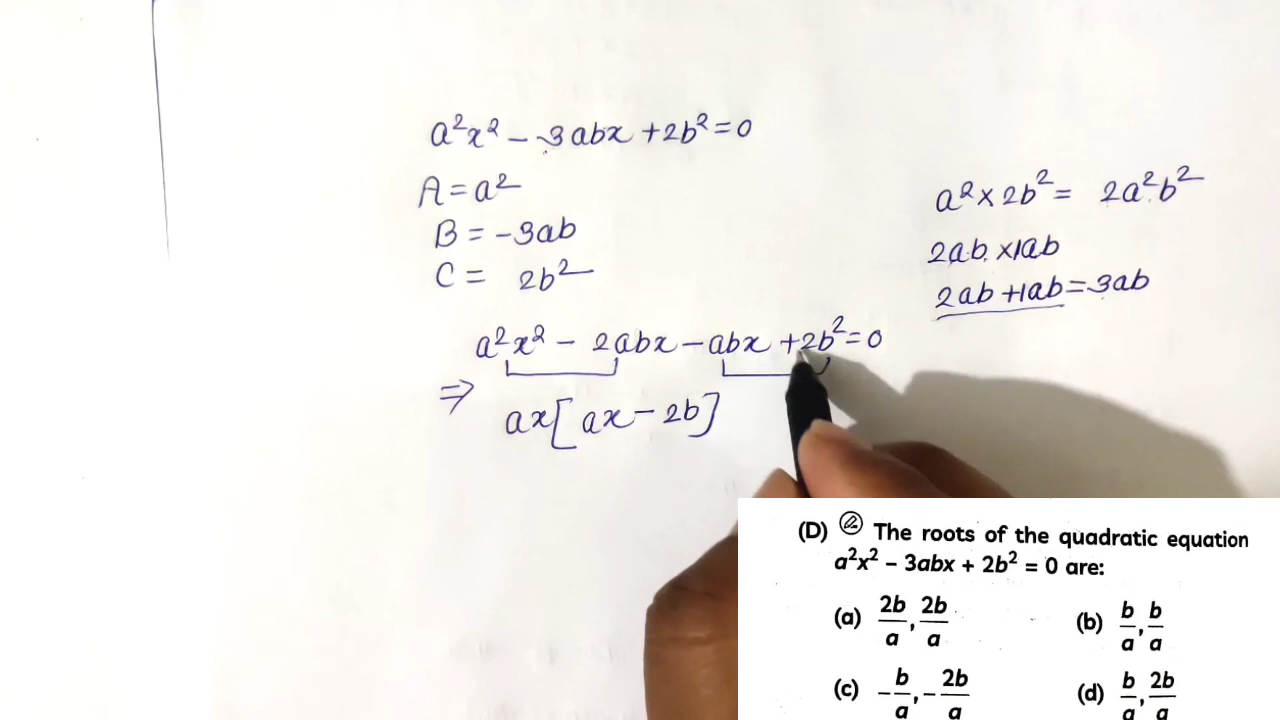 a²x² - 3abx + 2b² = 0
A = a²
B = -3ab
C = 2b²
a² × 2b² = 2a²b²
2ab × 1ab
2ab + 1ab = 3ab
a²x² - 2abx - abx + 2b² = 0
⇒ ax[ax - 2b]
(D) The roots of the quadratic equation
a²x² – 3abx + 2b² = 0 are:
(a) 2b/a, 2b/a
(b) b/a, b/a
(c) –b/a, –2b/a
(d) b/a, 2b/a